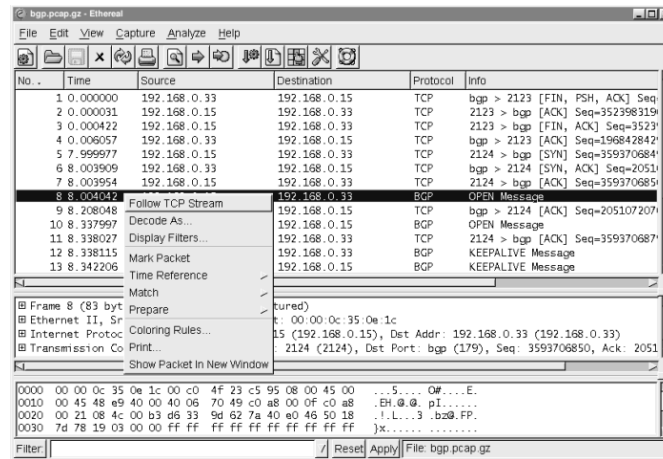 bgp.pcap.gz - Ethereal
File Edit View Capture Analyze Help
No. . Time Source Destination Protocol Info
1 0.000000 192.168.0.33 192.168.0.15 TCP bgp > 2123 [FIN, PSH, ACK] Seq
2 0.000031 192.168.0.15 192.168.0.33 TCP 2123 > bgp [ACK] Seq=352398319
3 0.000422 192.168.0.15 192.168.0.33 TCP 2123 > bgp [FIN, ACK] Seq=3523
4 0.006057 192.168.0.33 192.168.0.15 TCP bgp > 2123 [ACK] Seq=196842842
5 7.999977 192.168.0.15 192.168.0.33 TCP 2124 > bgp [SYN] Seq=359370684
6 8.003909 192.168.0.33 192.168.0.15 TCP bgp > 2124 [SYN, ACK] Seq=2051
7 8.003954 192.168.0.15 192.168.0.33 TCP 2124 > bgp [ACK] Seq=359370685
8 8.004042 192.168.0.33 BGP OPEN Message
9 8.208048 192.168.0.15 TCP bgp > 2124 [ACK] Seq=205107207
10 8.337997 192.168.0.15 BGP OPEN Message
11 8.338027 192.168.0.33 TCP 2124 > bgp [ACK] Seq=359370687
12 8.338115 192.168.0.33 BGP KEEPALIVE Message
13 8.342206 192.168.0.15 BGP KEEPALIVE Message
Follow TCP Stream
Decode As...
Display Filters...
Mark Packet
Time Reference
Match
Prepare
Coloring Rules...
Print...
Show Packet In New Window
Frame 8 (83 byt tured)
Ethernet II, Sr t: 00:00:0c:35:0e:1c
Internet Protoc 15 (192.168.0.15), Dst Addr: 192.168.0.33 (192.168.0.33)
Transmission Co 2124 (2124), Dst Port: bgp (179), Seq: 3593706850, Ack: 2051
0000 00 00 0c 35 0e 1c 00 c0 4f 23 c5 95 08 00 45 00 ...5.... O#....E.
0010 00 45 48 e9 40 00 40 06 70 49 c0 a8 00 0f c0 a8 .EH.@.@. pI......
0020 00 21 08 4c 00 b3 d6 33 9d 62 7a 40 e0 46 50 18 .!.L...3 .bz@.FP.
0030 7d 78 19 03 00 00 ff ff ff ff ff ff ff ff ff ff }x...... ........
Filter: / Reset Apply File: bgp.pcap.gz